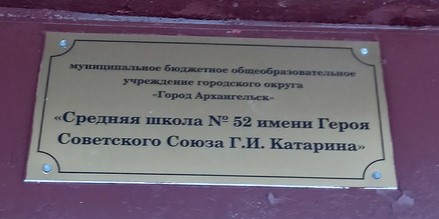 муниципальное бюджетное общеобразовательное
учреждение городского округа
«Город Архангельск»
«Средняя школа № 52 имени Героя
Советского Союза Г.И. Катарина»